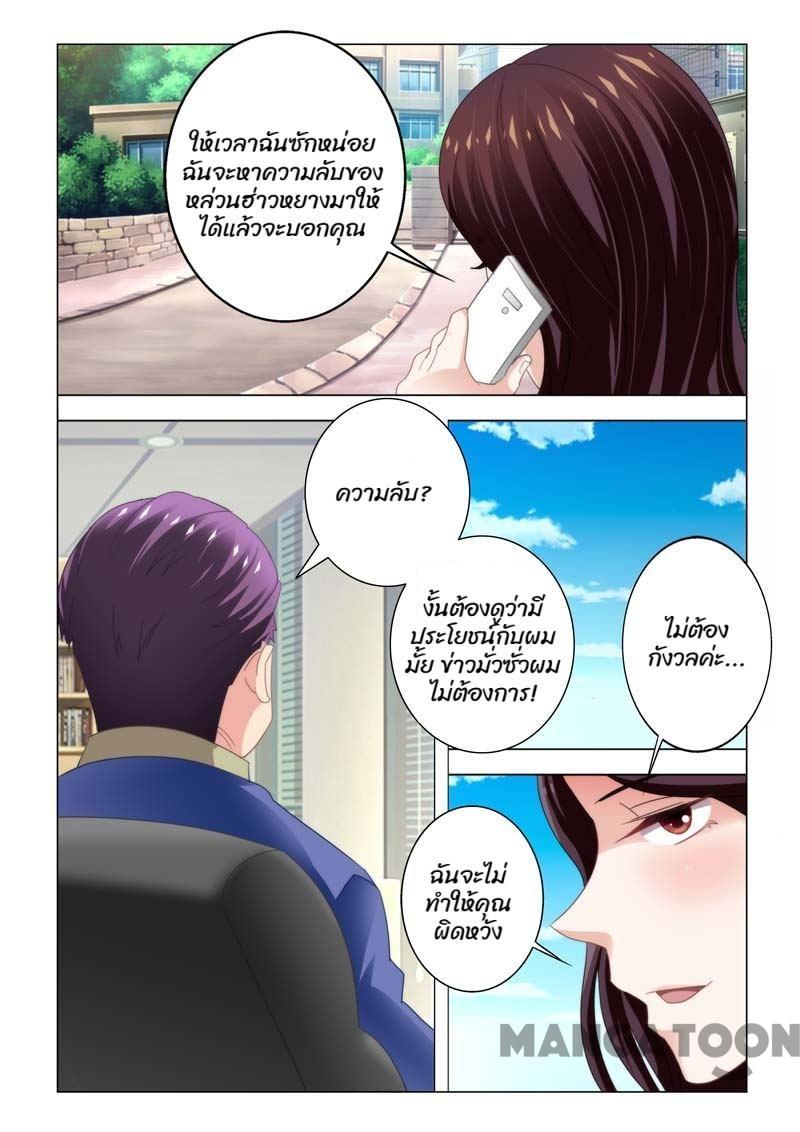 ให้เวลาฉันซักหน่อย
ฉันจะหาความลับของ
หล่วนฮ่าวหยางมาให้
ได้แล้วจะบอกคุณ
ความลับ?
งั้นต้องดูว่ามี
ประโยชน์กับผม
มั้ย ข่าวมั่วซั่วผม
ไม่ต้องการ!
ไม่ต้อง
กังวลค่ะ...
ฉันจะไม่
ทำให้คุณ
ผิดหวัง
MANGATOON